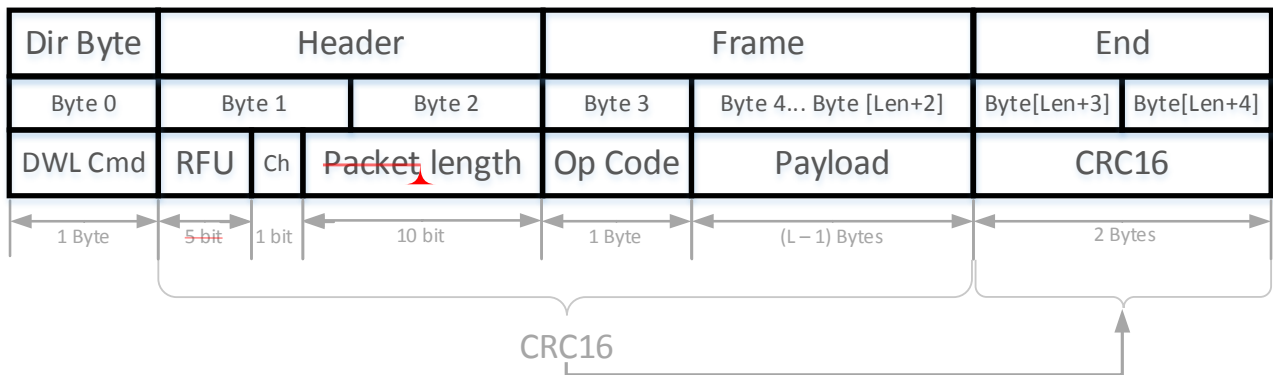 Dir Byte Header Frame End
Byte 0 Byte 1 Byte 2 Byte 3 Byte 4... Byte [Len+2] Byte[Len+3] Byte[Len+4]
DWL Cmd RFU Ch Packet length Op Code Payload CRC16
1 Byte 5 bit 1 bit 10 bit 1 Byte (L – 1) Bytes 2 Bytes
CRC16